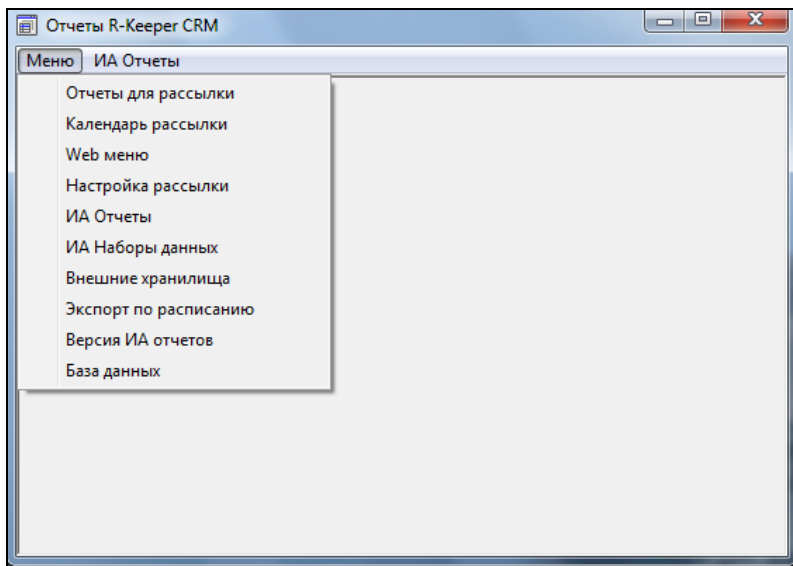 Отчеты R-Keeper CRM
Меню ИА Отчеты
Отчеты для рассылки
Календарь рассылки
Web меню
Настройка рассылки
ИА Отчеты
ИА Наборы данных
Внешние хранилища
Экспорт по расписанию
Версия ИА отчетов
База данных